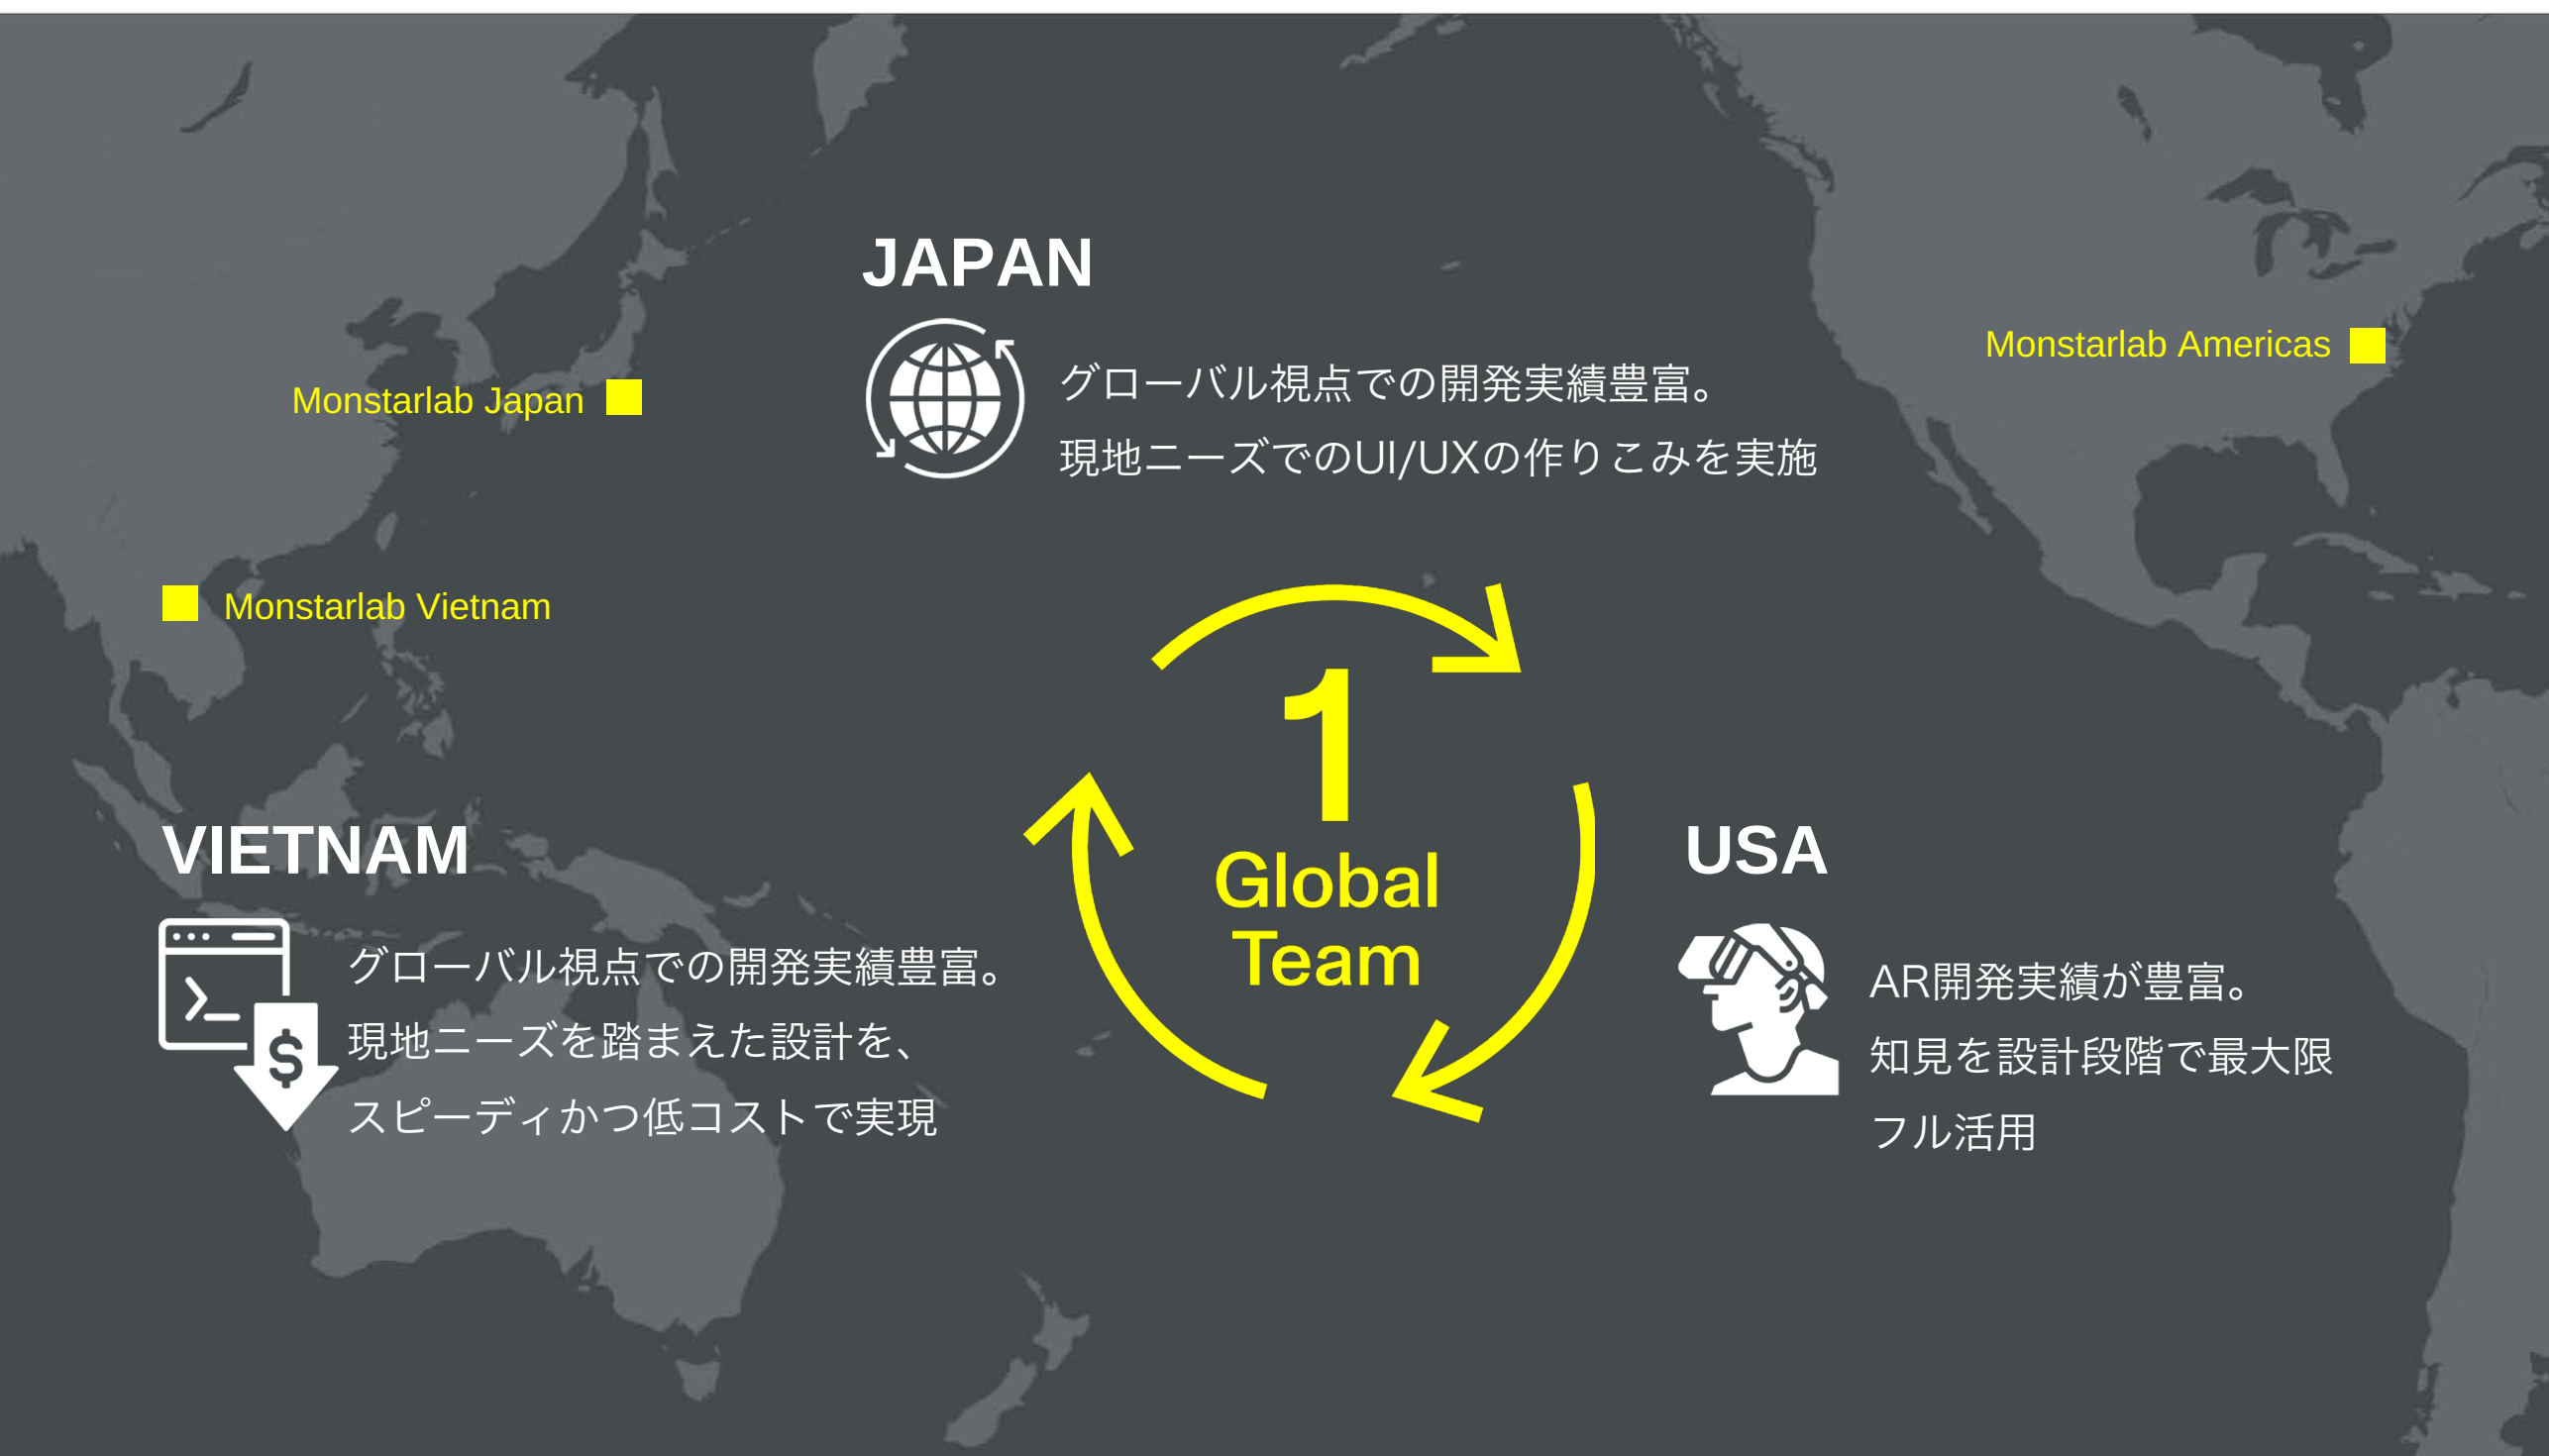 JAPAN
Monstarlab Americas
グローバル視点での開発実績豊富。
Monstarlab Japan
現地ニーズでのUI/UXの作りこみを実施
Monstarlab Vietnam
1
Global
Team
VIETNAM
グローバル視点での開発実績豊富。
現地ニーズを踏まえた設計を、
スピーディかつ低コストで実現
$
USA
AR開発実績が豊富。
知見を設計段階で最大限
フル活用